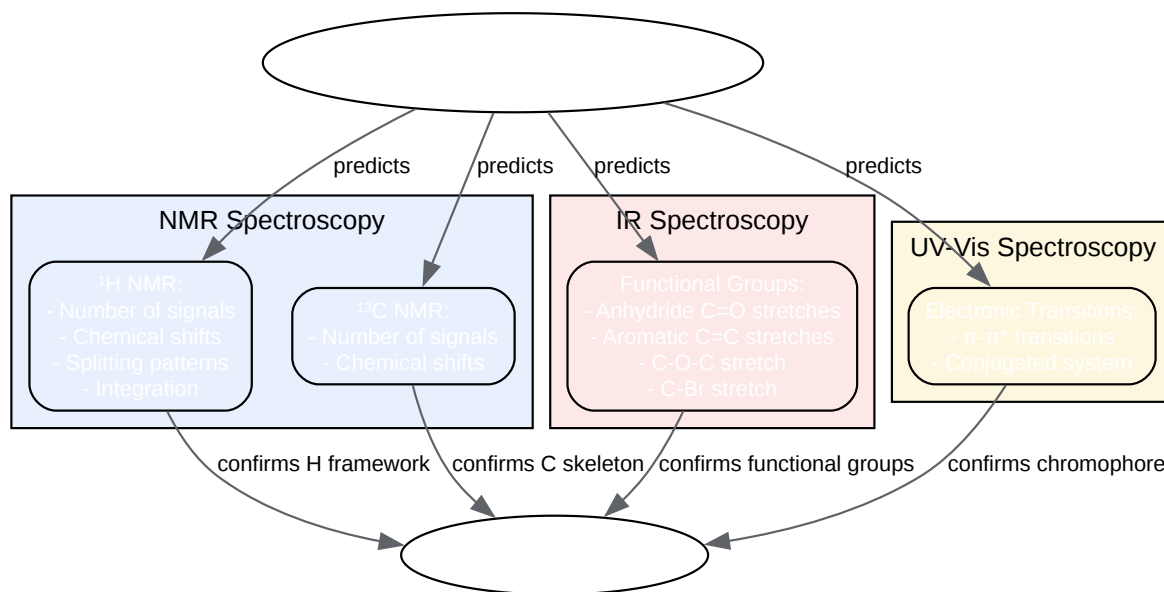 predicts
predicts
predicts
predicts
NMR Spectroscopy
IR Spectroscopy
UV-Vis Spectroscopy
¹H NMR:
- Number of signals
- Chemical shifts
- Splitting patterns
- Integration
¹³C NMR:
- Number of signals
- Chemical shifts
Functional Groups:
- Anhydride C=O stretches
- Aromatic C=C stretches
- C-O-C stretch
- C-Br stretch
Electronic Transitions:
- π-π* transitions
- Conjugated system
confirms H framework
confirms C skeleton
confirms functional groups
confirms chromophore